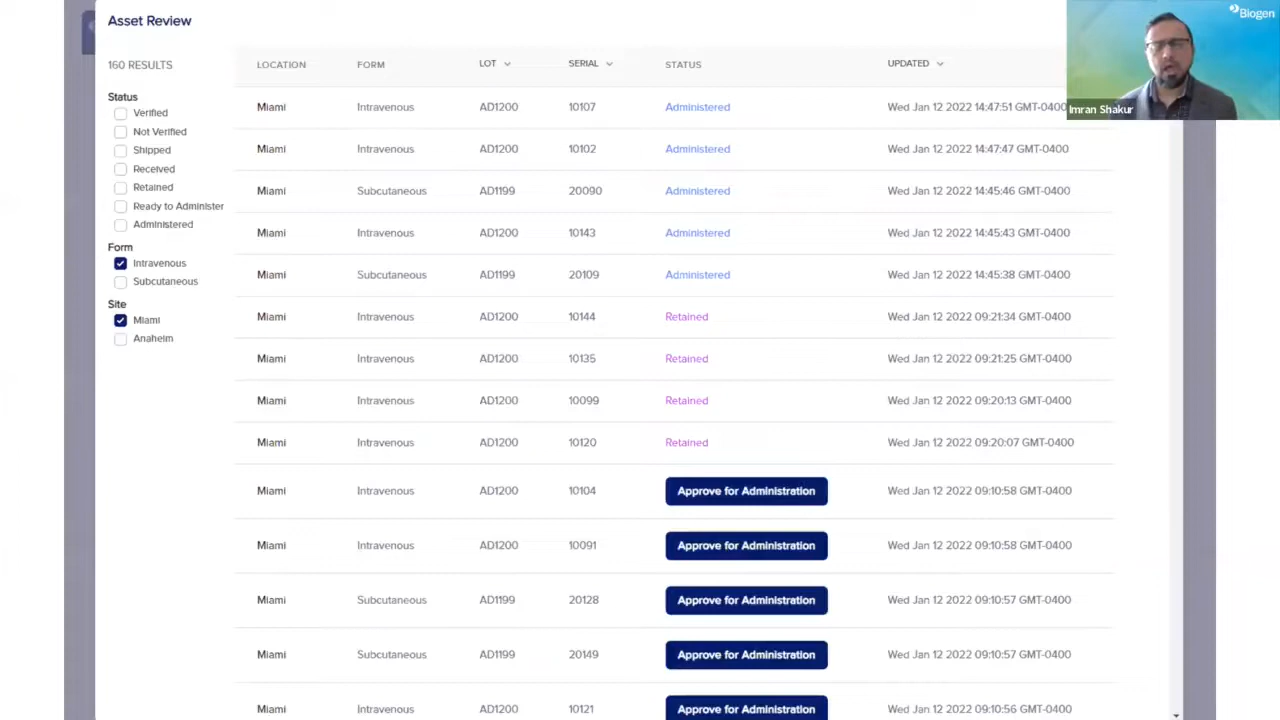 Asset Review
Biogen
Imran Shakur
160 RESULTS
Status
Verified
Not Verified
Shipped
Received
Retained
Ready to Administer
Administered
Form
Intravenous
Subcutaneous
Site
Miami
Anaheim
LOCATION FORM LOT SERIAL STATUS UPDATED
Miami Intravenous AD1200 10107 Administered Wed Jan 12 2022 14:47:51 GMT-0400
Miami Intravenous AD1200 10102 Administered Wed Jan 12 2022 14:47:47 GMT-0400
Miami Subcutaneous AD1199 20090 Administered Wed Jan 12 2022 14:45:46 GMT-0400
Miami Intravenous AD1200 10143 Administered Wed Jan 12 2022 14:45:43 GMT-0400
Miami Subcutaneous AD1199 20109 Administered Wed Jan 12 2022 14:45:38 GMT-0400
Miami Intravenous AD1200 10144 Retained Wed Jan 12 2022 09:21:34 GMT-0400
Miami Intravenous AD1200 10135 Retained Wed Jan 12 2022 09:21:25 GMT-0400
Miami Intravenous AD1200 10099 Retained Wed Jan 12 2022 09:20:13 GMT-0400
Miami Intravenous AD1200 10120 Retained Wed Jan 12 2022 09:20:07 GMT-0400
Miami Intravenous AD1200 10104 Approve for Administration Wed Jan 12 2022 09:10:58 GMT-0400
Miami Intravenous AD1200 10091 Approve for Administration Wed Jan 12 2022 09:10:58 GMT-0400
Miami Subcutaneous AD1199 20128 Approve for Administration Wed Jan 12 2022 09:10:57 GMT-0400
Miami Subcutaneous AD1199 20149 Approve for Administration Wed Jan 12 2022 09:10:57 GMT-0400
Miami Intravenous AD1200 10121 Approve for Administration Wed Jan 12 2022 09:10:56 GMT-0400